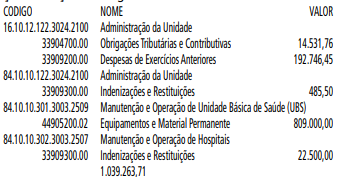 CODIGO NOME VALOR
16.10.12.122.3024.2100 Administração da Unidade
33904700.00 Obrigações Tributárias e Contributivas 14.531,76
33909200.00 Despesas de Exercícios Anteriores 192.746,45
84.10.10.122.3024.2100 Administração da Unidade
33909300.00 Indenizações e Restituições 485,50
84.10.10.301.3003.2509 Manutenção e Operação de Unidade Básica de Saúde (UBS)
44905200.02 Equipamentos e Material Permanente 809.000,00
84.10.10.302.3003.2507 Manutenção e Operação de Hospitais
33909300.00 Indenizações e Restituições 22.500,00
1.039.263,71